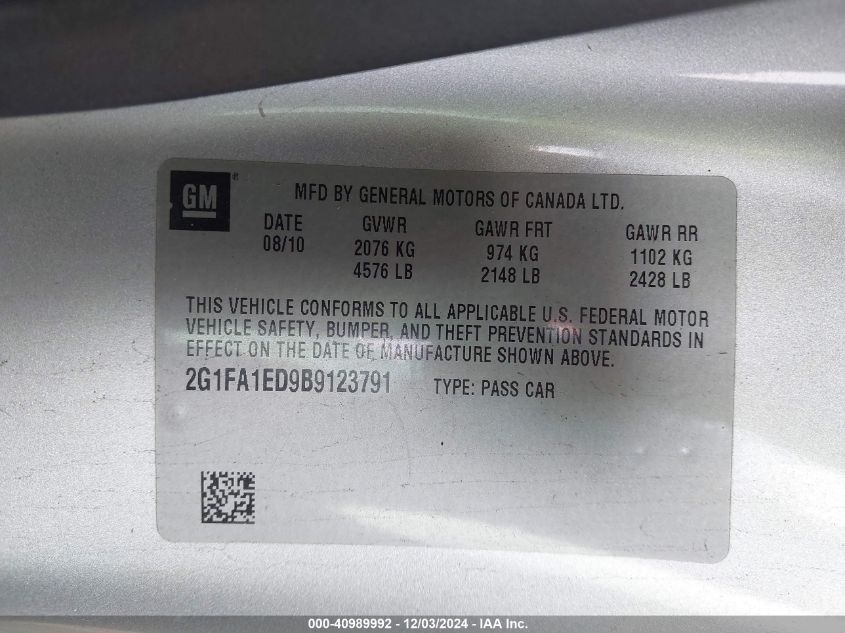 GM
MFD BY GENERAL MOTORS OF CANADA LTD.
DATE GVWR GAWR FRT GAWR RR
08/10 2076 KG 974 KG 1102 KG
4576 LB 2148 LB 2428 LB
THIS VEHICLE CONFORMS TO ALL APPLICABLE U.S. FEDERAL MOTOR
VEHICLE SAFETY, BUMPER, AND THEFT PREVENTION STANDARDS IN
EFFECT ON THE DATE OF MANUFACTURE SHOWN ABOVE.
2G1FA1ED9B9123791 TYPE: PASS CAR
000-40989992 - 12/03/2024 - IAA Inc.